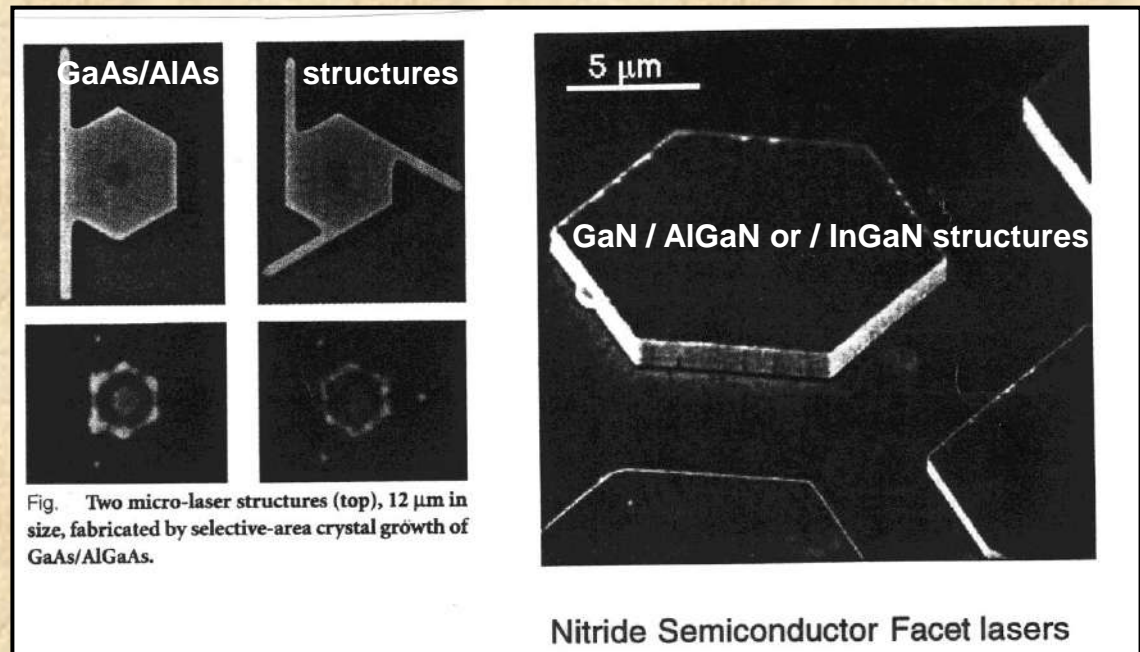 GaAs/AlAs structures
Fig. Two micro-laser structures (top), 12 μm in
size, fabricated by selective-area crystal growth of
GaAs/AlGaAs.
5 μm
GaN / AlGaN or / InGaN structures
Nitride Semiconductor Facet lasers